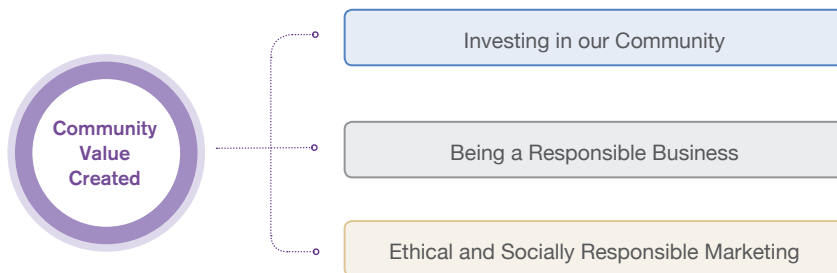 Community
Value
Created
Investing in our Community
Being a Responsible Business
Ethical and Socially Responsible Marketing